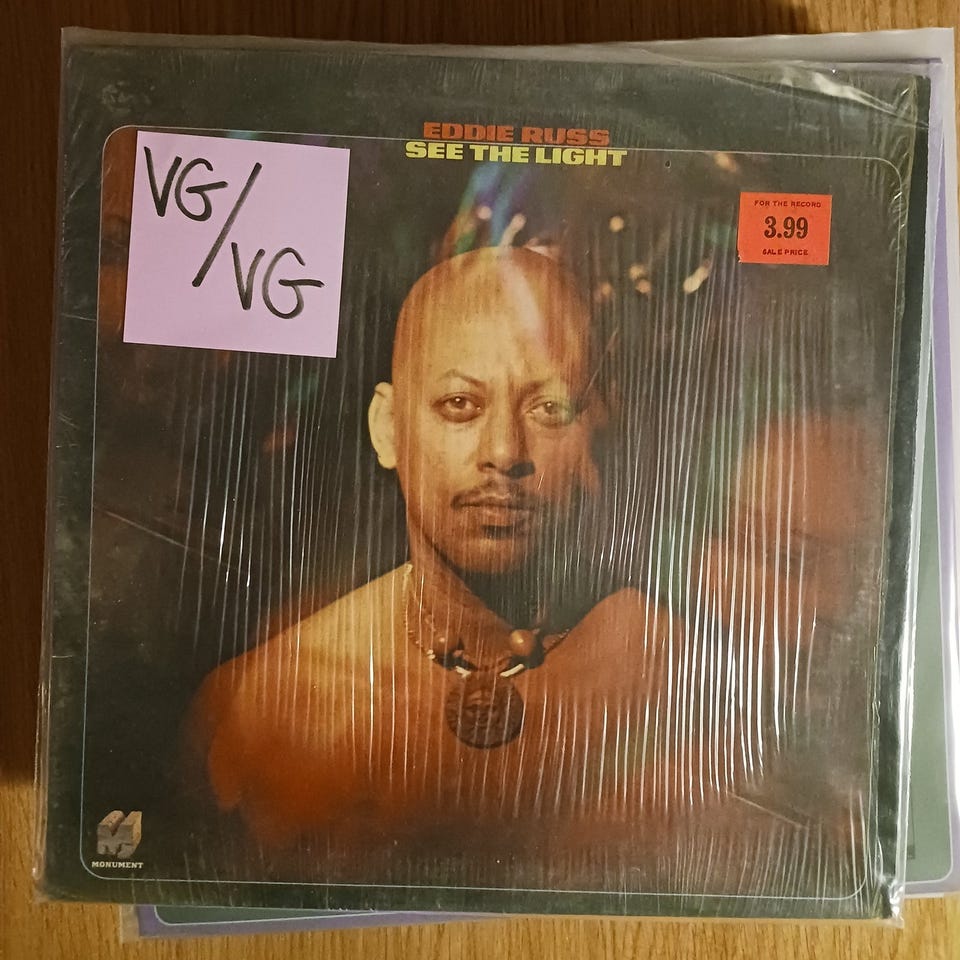 EDDIE RUSS
SEE THE LIGHT
VG/
VG
FOR THE RECORD
3.99
SALE PRICE
MONUMENT